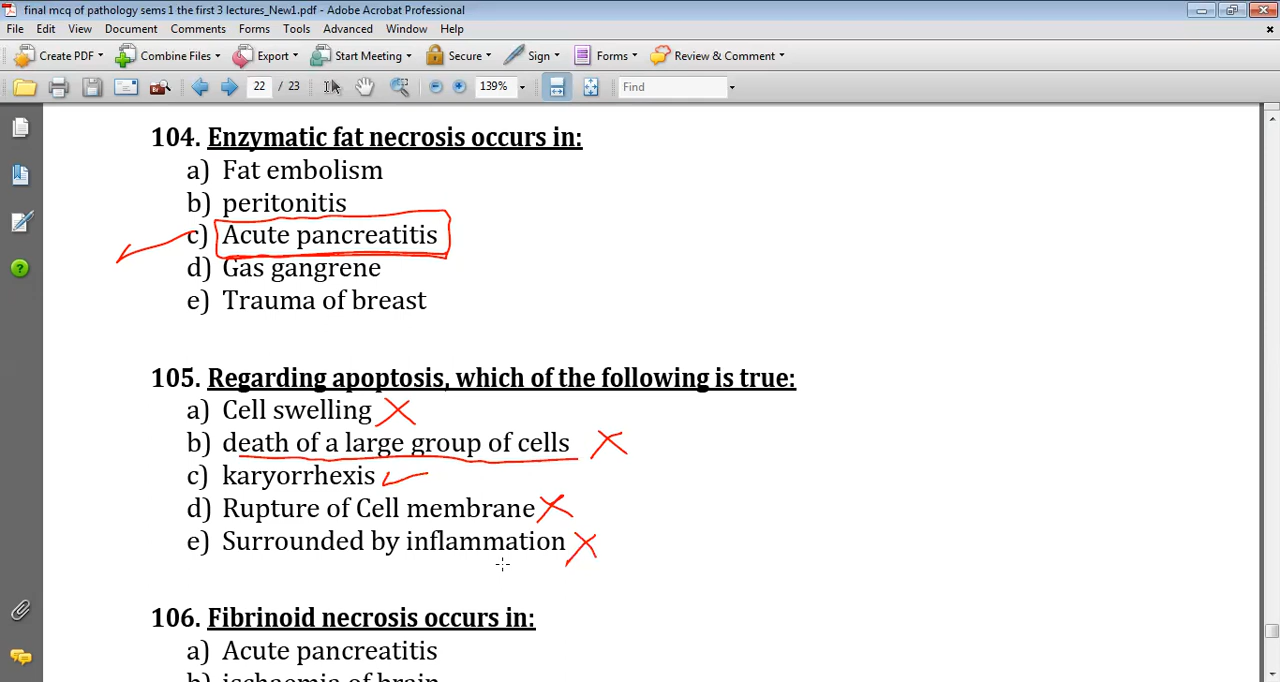 final mcq of pathology sems 1 the first 3 lectures_New1.pdf - Adobe Acrobat Professional
File Edit View Document Comments Forms Tools Advanced Window Help
Create PDF Combine Files Export Start Meeting Secure Sign Forms Review & Comment
22 / 23 139% Find
104. Enzymatic fat necrosis occurs in:
a) Fat embolism
b) peritonitis
c) Acute pancreatitis
d) Gas gangrene
e) Trauma of breast
105. Regarding apoptosis, which of the following is true:
a) Cell swelling
b) death of a large group of cells
c) karyorrhexis
d) Rupture of Cell membrane
e) Surrounded by inflammation
106. Fibrinoid necrosis occurs in:
a) Acute pancreatitis
b) ischaemia of brain